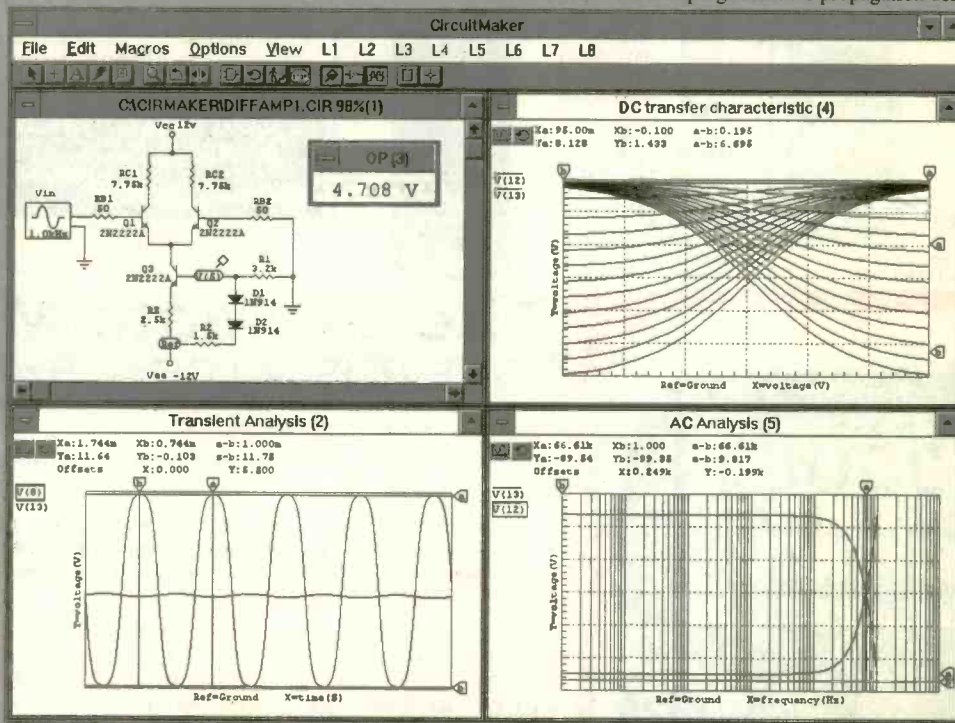 CircuitMaker
File Edit Macros Options View L1 L2 L3 L4 L5 L6 L7 L8
C:\CIRMAKER\DIFFAMP1.CIR 98%(1)
Vcc 12v
RC1
7.75k
RC2
7.75k
OP (3)
4.708 V
Vin
1.0kHz
RB1
50
Q1
2N2222A
Q2
2N2222A
RB2
50
Q3
2N2222A
V(8)
R1
3.2k
D1
1N914
D2
1N914
RE
2.5k
R2
1.5k
Ref
Vee -12V
DC transfer characteristic (4)
Xa:95.00m Xb:-0.100 a-b:0.195
Ya:8.128 Yb:1.433 a-b:6.695
V(12)
V(13)
b
a
a
b
Y=voltage(V)
Ref=Ground X=voltage(V)
Transient Analysis (2)
Xa:1.744m Xb:0.744m a-b:1.000m
Ya:11.64 Yb:-0.103 a-b:11.75
Offsets X:0.000 Y:5.800
V(8)
V(13)
b
a
a
b
Y=voltage(V)
Ref=Ground X=time(S)
AC Analysis (5)
Xa:66.61k Xb:1.000 a-b:66.61k
Ya:-89.54 Yb:-99.35 a-b:9.817
Offsets X:0.249k Y:-0.199k
V(13)
V(12)
b
a
Y=voltage(V)
Ref=Ground X=frequency(Hz)